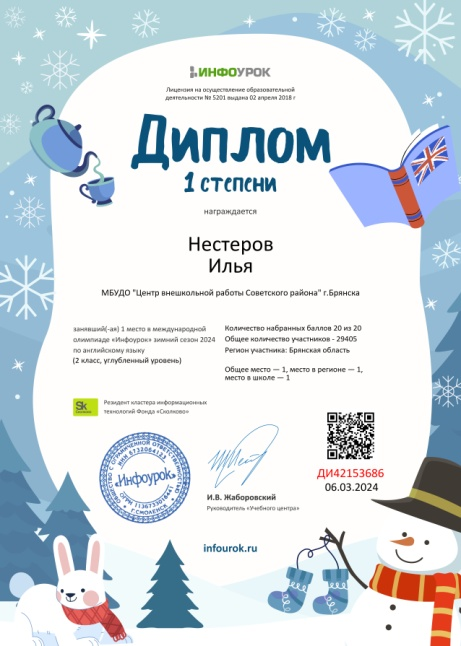 ИНФОУРОК
Лицензия на осуществление образовательной
деятельности № 5201 выдана 02 апреля 2018 г
Диплом
1 степени
награждается
Нестеров
Илья
МБУДО "Центр внешкольной работы Советского района" г.Брянска
занявший(-ая) 1 место в международной
олимпиаде «Инфоурок» зимний сезон 2024
по английскому языку
(2 класс, углубленный уровень)
Количество набранных баллов 20 из 20
Общее количество участников - 29405
Регион участника: Брянская область
Общее место — 1, место в регионе — 1,
место в школе — 1
Sk
Резидент кластера информационных
технологий Фонда «Сколково»
«Инфоурок»
Г.СМОЛЕНСК
И.В. Жаборовский
Руководитель «Учебного центра»
ДИ42153686
06.03.2024
infourok.ru